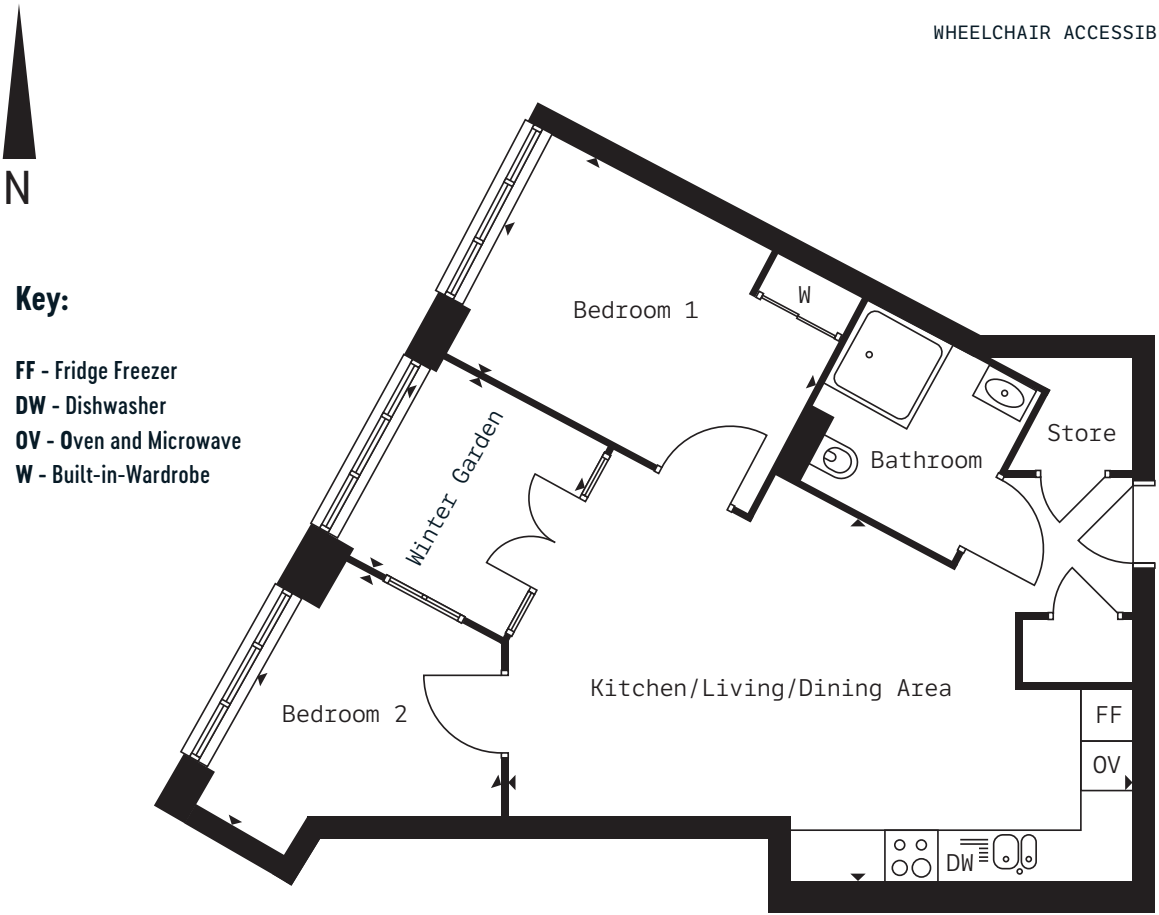 WHEELCHAIR ACCESSIB
N
Key:
FF - Fridge Freezer
DW - Dishwasher
OV - Oven and Microwave
W - Built-in-Wardrobe
Bedroom 1
W
Winter Garden
Bathroom
Store
Kitchen/Living/Dining Area
Bedroom 2
FF
OV
DW